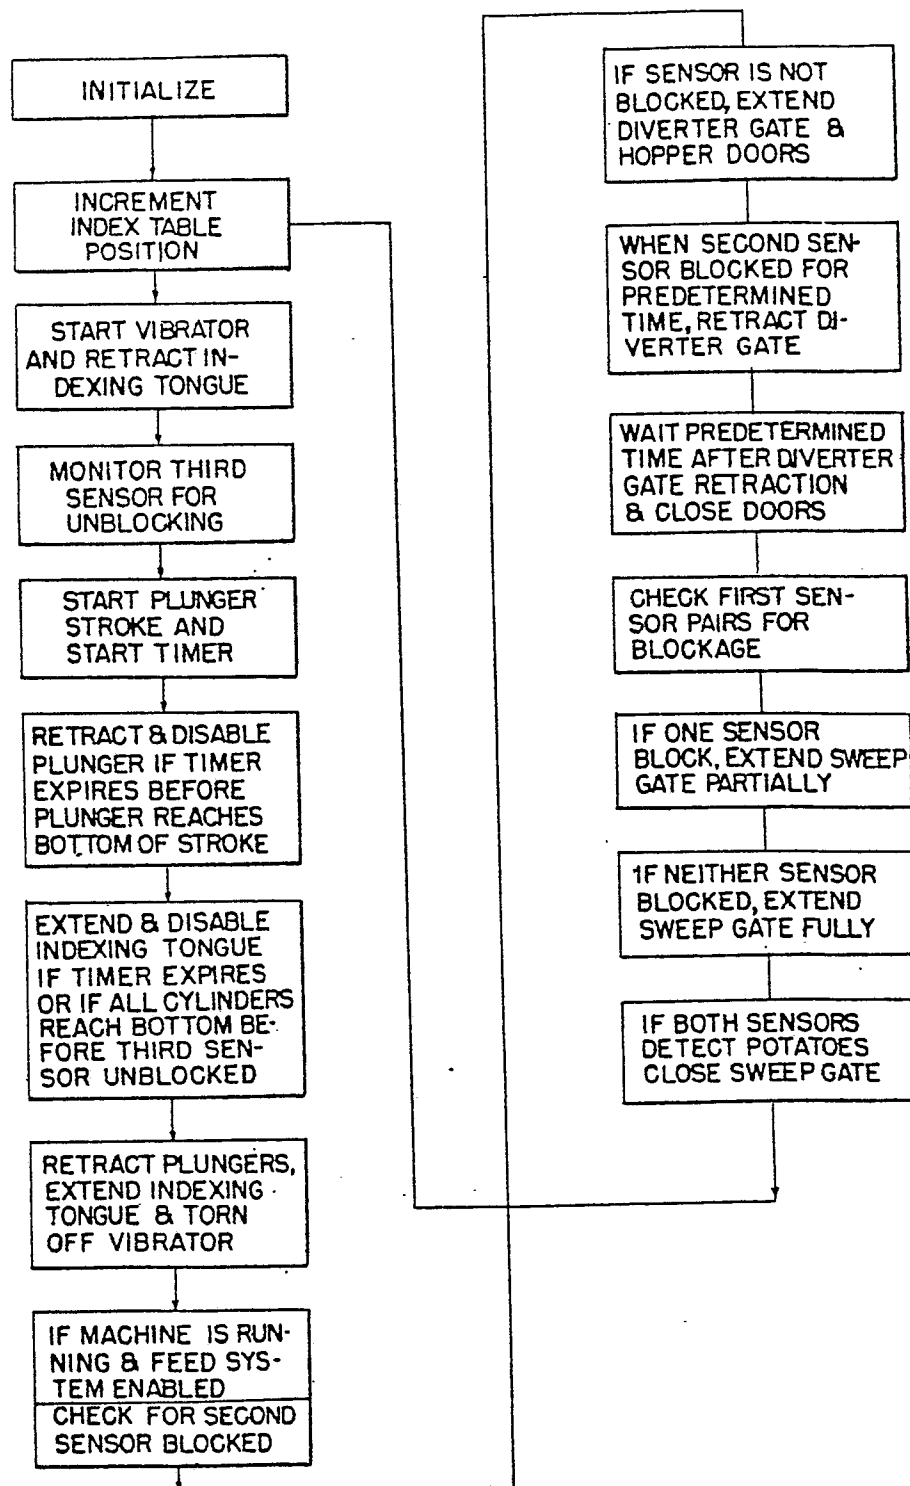 INITIALIZE
INCREMENT
INDEX TABLE
POSITION
START VIBRATOR
AND RETRACT IN-
DEXING TONGUE
MONITOR THIRD
SENSOR FOR
UNBLOCKING
START PLUNGER
STROKE AND
START TIMER
RETRACT & DISABLE
PLUNGER IF TIMER
EXPIRES BEFORE
PLUNGER REACHES
BOTTOM OF STROKE
EXTEND & DISABLE
INDEXING TONGUE
IF TIMER EXPIRES
OR IF ALL CYLINDERS
REACH BOTTOM BE-
FORE THIRD SEN-
SOR UNBLOCKED
RETRACT PLUNGERS,
EXTEND INDEXING
TONGUE & TORN
OFF VIBRATOR
IF MACHINE IS RUN-
NING & FEED SYS-
TEM ENABLED
CHECK FOR SECOND
SENSOR BLOCKED
IF SENSOR IS NOT
BLOCKED, EXTEND
DIVERTER GATE &
HOPPER DOORS
WHEN SECOND SEN-
SOR BLOCKED FOR
PREDETERMINED
TIME, RETRACT DI-
VERTER GATE
WAIT PREDETERMINED
TIME AFTER DIVERTER
GATE RETRACTION
& CLOSE DOORS
CHECK FIRST SEN-
SOR PAIRS FOR
BLOCKAGE
IF ONE SENSOR
BLOCK, EXTEND SWEEP
GATE PARTIALLY
IF NEITHER SENSOR
BLOCKED, EXTEND
SWEEP GATE FULLY
IF BOTH SENSORS
DETECT POTATOES
CLOSE SWEEP GATE